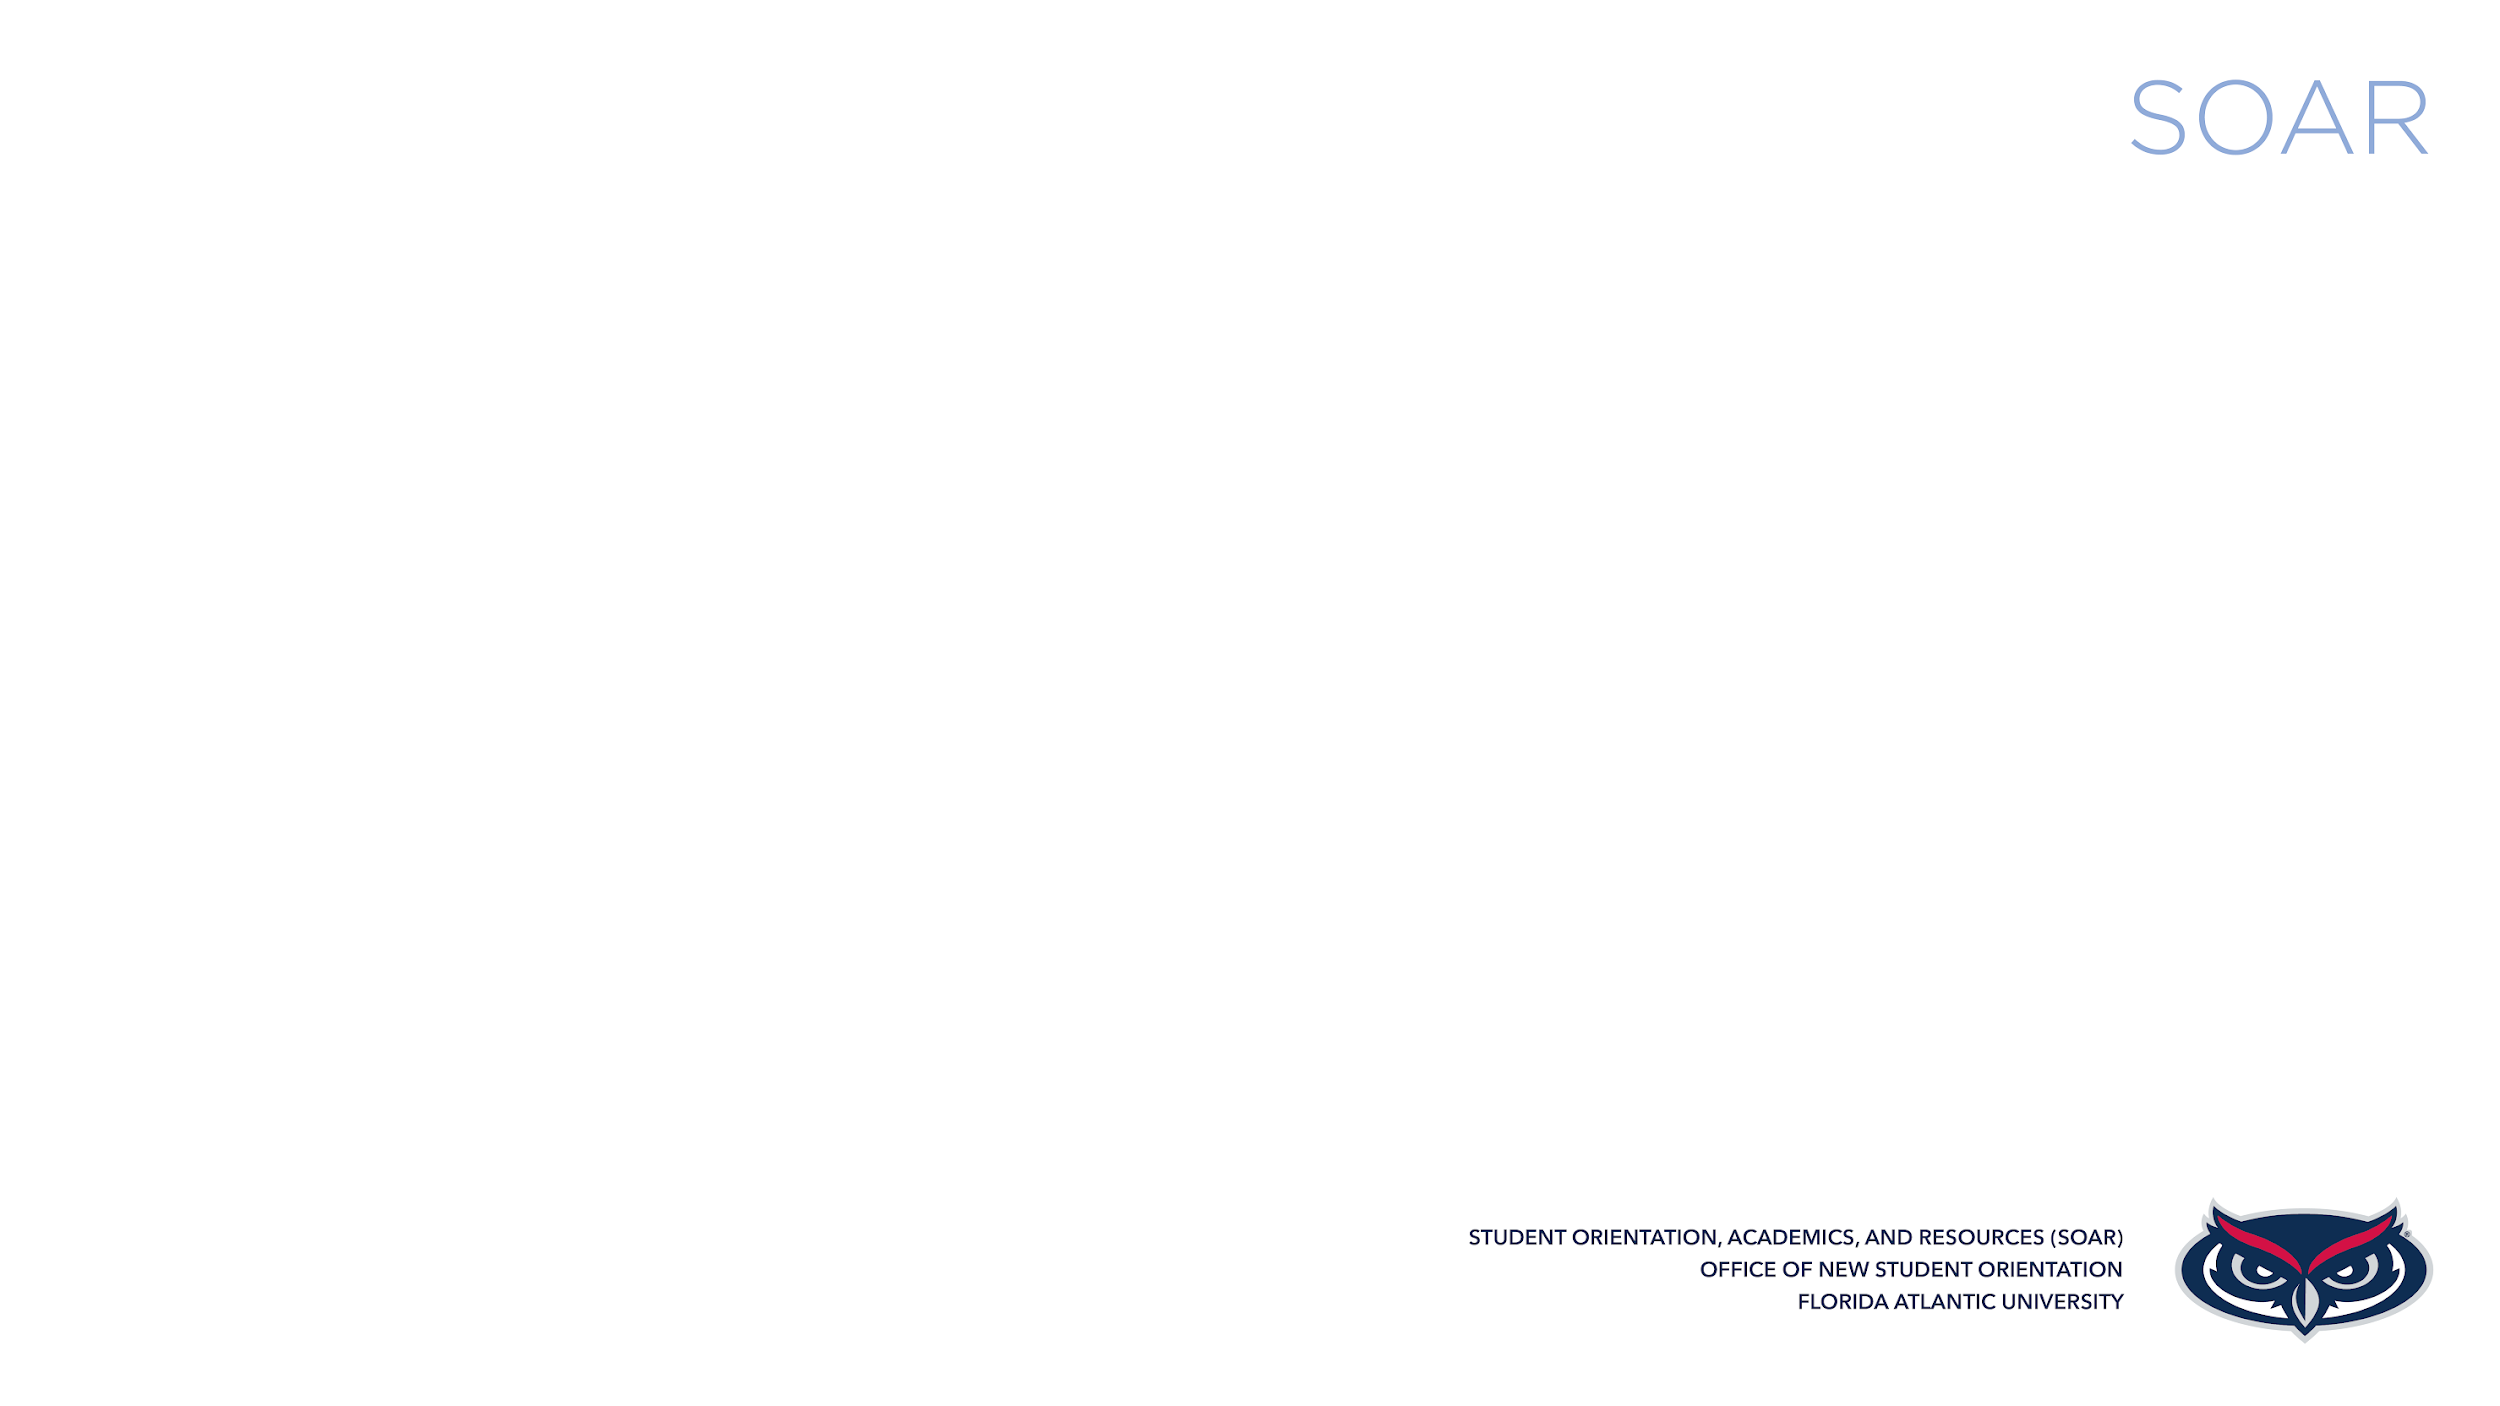 SOAR
STUDENT ORIENTATION, ACADEMICS, AND RESOURCES (SOAR)
OFFICE OF NEW STUDENT ORIENTATION
FLORIDA ATLANTIC UNIVERSITY